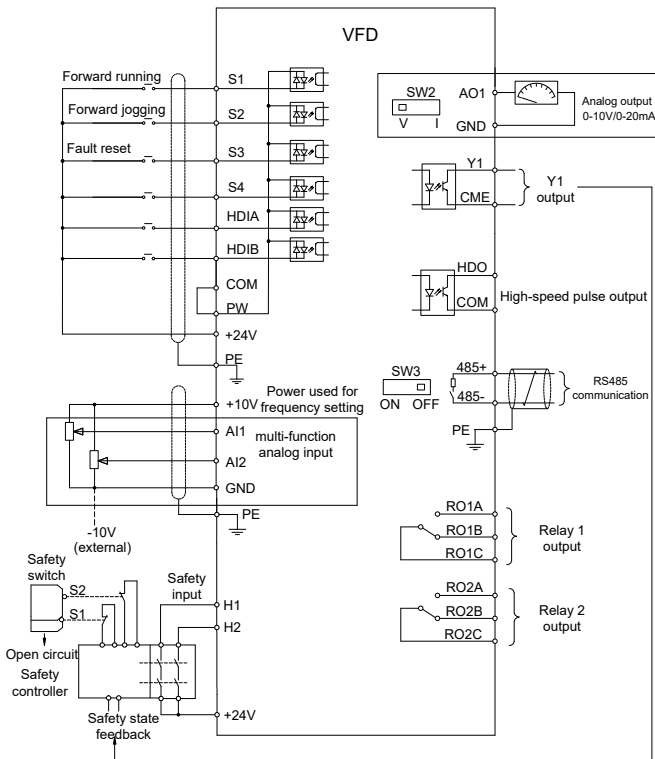 VFD
Forward running
S1
Forward jogging
S2
Fault reset
S3
S4
HDIA
HDIB
COM
PW
+24V
PE
SW2
V I
AO1
GND
Analog output
0-10V/0-20mA
Y1
CME
Y1
output
HDO
COM
High-speed pulse output
SW3
ON OFF
485+
485-
PE
RS485
communication
+10V
Power used for
frequency setting
AI1
AI2
GND
multi-function
analog input
PE
-10V
(external)
RO1A
RO1B
RO1C
Relay 1
output
RO2A
RO2B
RO2C
Relay 2
output
Safety
switch
S2
S1
Open circuit
Safety
controller
Safety
input
H1
H2
+24V
Safety state
feedback